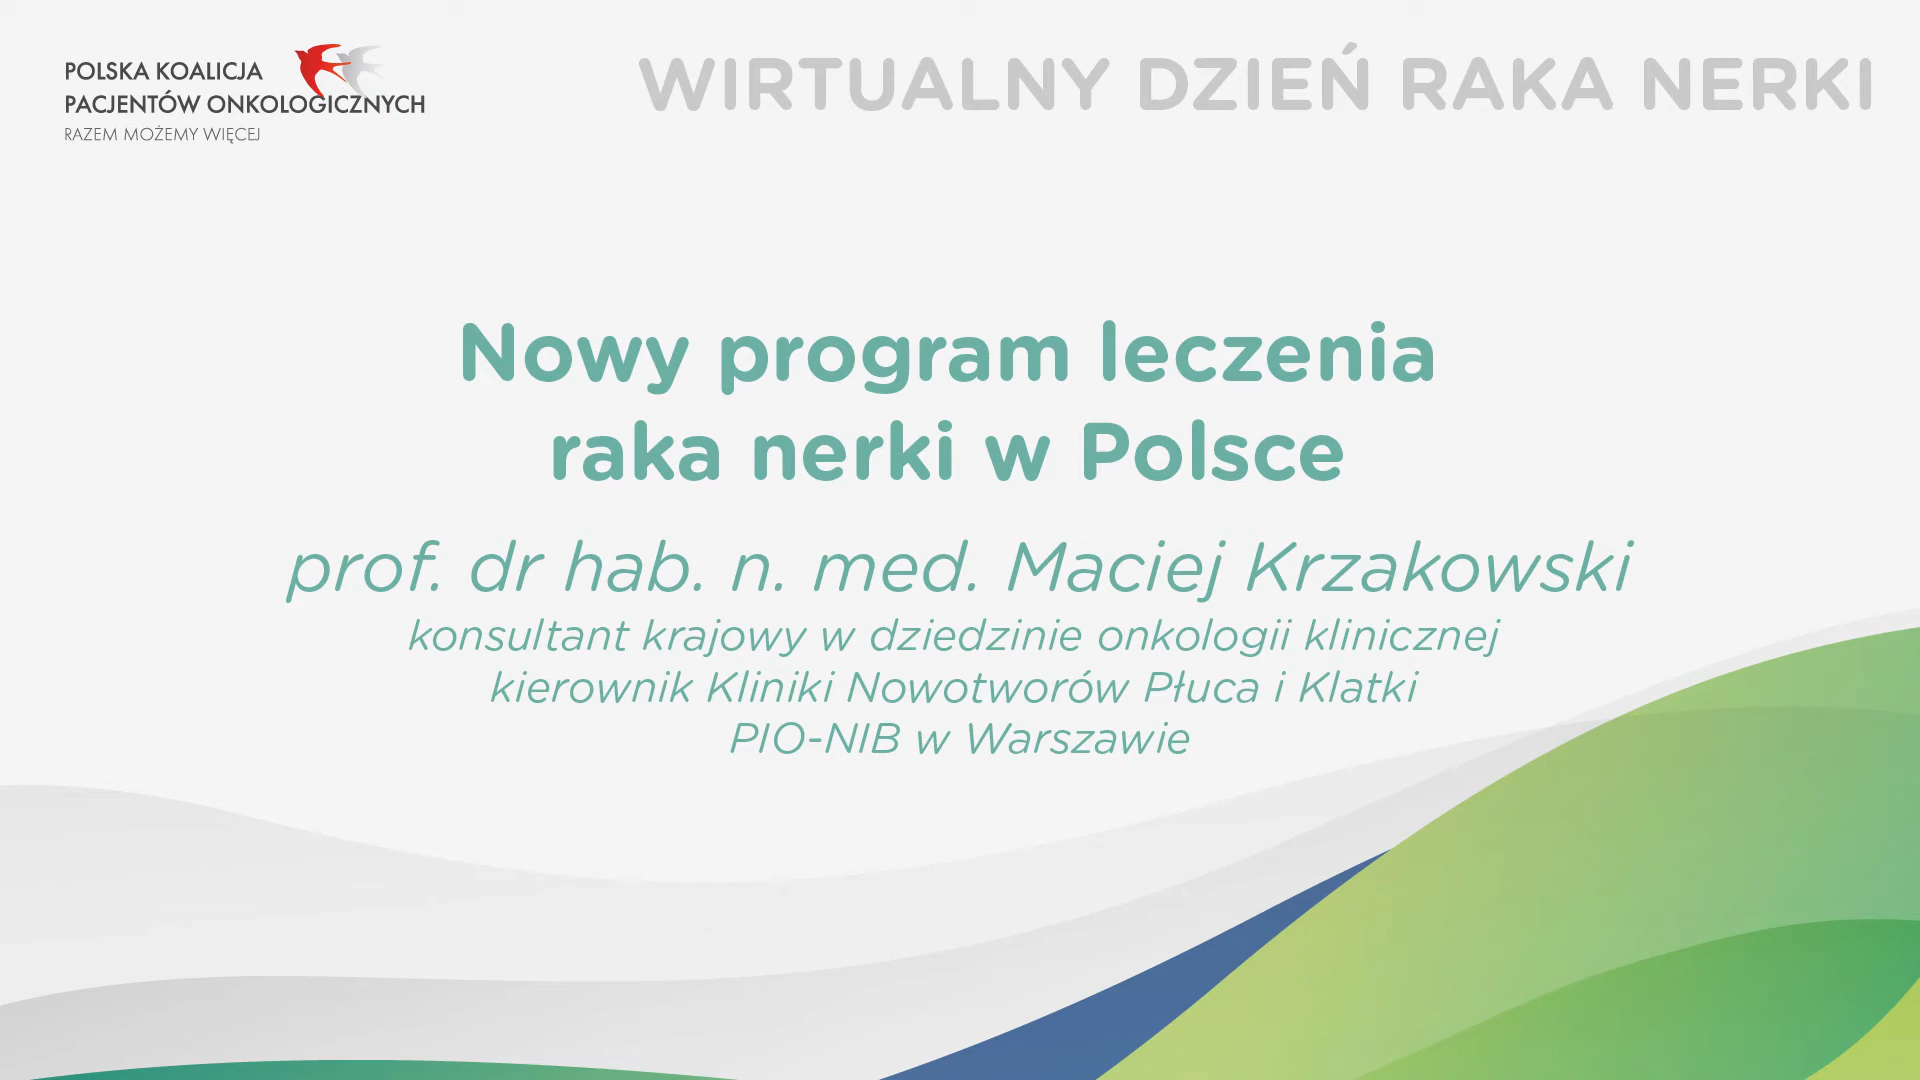 POLSKA KOALICJA
PACJENTÓW ONKOLOGICZNYCH
RAZEM MOŻEMY WIĘCEJ
WIRTUALNY DZIEŃ RAKA NERKI
Nowy program leczenia
raka nerki w Polsce
prof. dr hab. n. med. Maciej Krzakowski
konsultant krajowy w dziedzinie onkologii klinicznej
kierownik Kliniki Nowotworów Płuca i Klatki
PIO-NIB w Warszawie